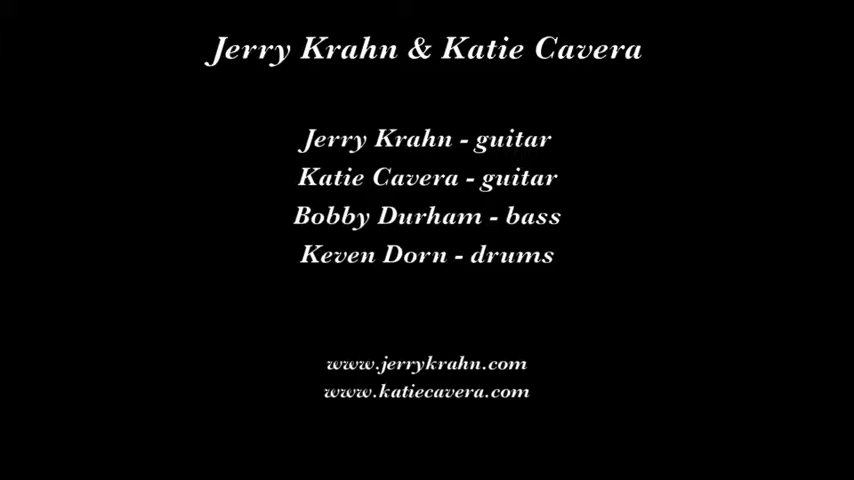 Jerry Krahn & Katie Cavera
Jerry Krahn - guitar
Katie Cavera - guitar
Bobby Durham - bass
Keven Dorn - drums
www.jerrykrahn.com
www.katiecavera.com